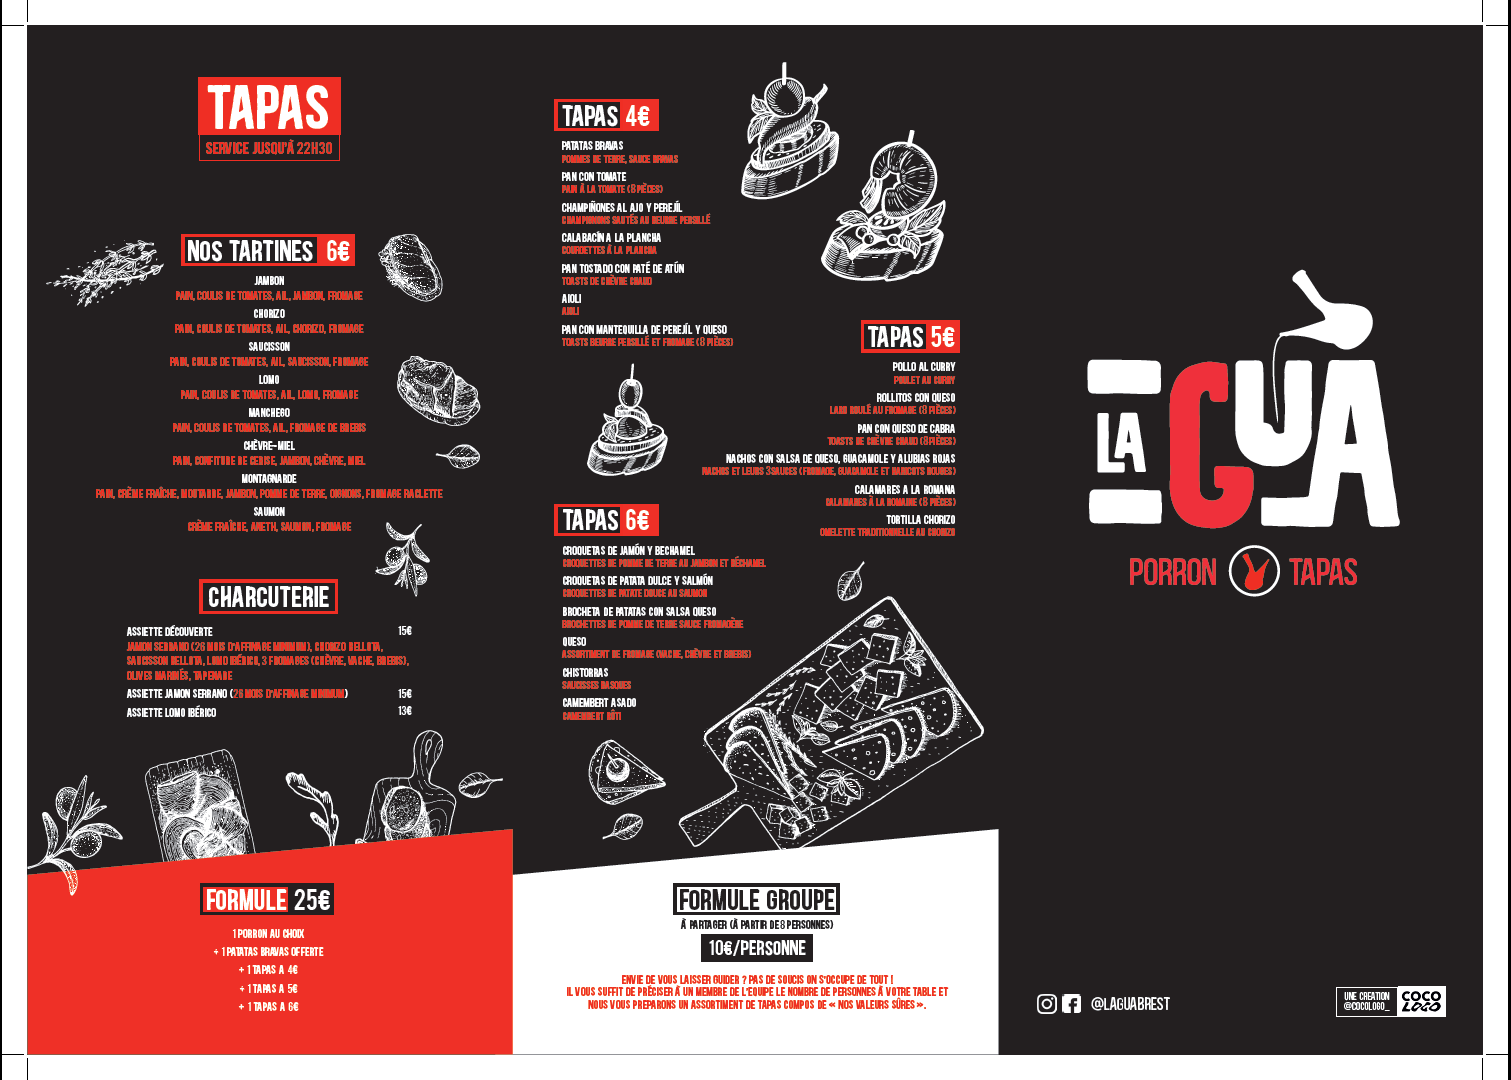 TAPAS
SERVICE JUSQU'À 22H30
NOS TARTINES 6€
JAMBON
PAIN, COULIS DE TOMATES, AIL, JAMBON, FROMAGE
CHORIZO
PAIN, COULIS DE TOMATES, AIL, CHORIZO, FROMAGE
SAUCISSON
PAIN, COULIS DE TOMATES, AIL, SAUCISSON, FROMAGE
LOMO
PAIN, COULIS DE TOMATES, AIL, LOMO, FROMAGE
MANCHEGO
PAIN, COULIS DE TOMATES, AIL, FROMAGE DE BREBIS
CHÈVRE-MIEL
PAIN, CONFITURE DE CERISE, JAMBON, CHÈVRE, MIEL
MONTAGNARDE
PAIN, CRÈME FRAÎCHE, MOUTARDE, JAMBON, POMME DE TERRE, OIGNONS, FROMAGE RACLETTE
SAUMON
CRÈME FRAÎCHE, ANETH, SAUMON, FROMAGE
CHARCUTERIE
ASSIETTE DÉCOUVERTE 15€
JAMON SERRANO (26 MOIS D'AFFINAGE MINIMUM), CHORIZO BELLOTA,
SAUCISSON BELLOTA, LOMO IBÉRICO, 3 FROMAGES (CHÈVRE, VACHE, BREBIS),
OLIVES MARINÉS, TAPENADE
ASSIETTE JAMON SERRANO (26 MOIS D'AFFINAGE MINIMUM) 15€
ASSIETTE LOMO IBÉRICO 13€
FORMULE 25€
1 PORRON AU CHOIX
+ 1 PATATAS BRAVAS OFFERTE
+ 1 TAPAS A 4€
+ 1 TAPAS A 5€
+ 1 TAPAS A 6€
TAPAS 4€
PATATAS BRAVAS
POMMES DE TERRE, SAUCE BRAVAS
PAN CON TOMATE
PAIN À LA TOMATE (8 PIÈCES)
CHAMPIÑONES AL AJO Y PEREJÍL
CHAMPIGNONS SAUTÉS AU BEURRE PERSILLÉ
CALABACÍN A LA PLANCHA
COURGETTES À LA PLANCHA
PAN TOSTADO CON PATÉ DE ATÚN
TOASTS DE CHÈVRE CHAUD
AIOLI
AIOLI
PAN CON MANTEQUILLA DE PEREJÍL Y QUESO
TOASTS BEURRE PERSILLÉ ET FROMAGE (8 PIÈCES)
TAPAS 5€
POLLO AL CURRY
POULET AU CURRY
ROLLITOS CON QUESO
LARD ROULÉ AU FROMAGE (8 PIÈCES)
PAN CON QUESO DE CABRA
TOASTS DE CHÈVRE CHAUD (8 PIÈCES)
NACHOS CON SALSA DE QUESO, GUACAMOLE Y ALUBIAS ROJAS
NACHOS ET LEURS 3 SAUCES (FROMAGE, GUACAMOLE ET HARICOTS ROUGES)
CALAMARES A LA ROMANA
CALAMARES À LA ROMAINE (8 PIÈCES)
TORTILLA CHORIZO
OMELETTE TRADITIONNELLE AU CHORIZO
TAPAS 6€
CROQUETAS DE JAMÓN Y BECHAMEL
CROQUETTES DE POMME DE TERRE AU JAMBON ET BÉCHAMEL
CROQUETAS DE PATATA DULCE Y SALMÓN
CROQUETTES DE PATATE DOUCE AU SAUMON
BROCHETA DE PATATAS CON SALSA QUESO
BROCHETTES DE POMME DE TERRE SAUCE FROMAGÈRE
QUESO
ASSORTIMENT DE FROMAGE (VACHE, CHÈVRE ET BREBIS)
CHISTORRAS
SAUCISSES BASQUES
CAMEMBERT ASADO
CAMEMBERT RÔTI
FORMULE GROUPE
À PARTAGER (À PARTIR DE 8 PERSONNES)
10€/PERSONNE
ENVIE DE VOUS LAISSER GUIDER ? PAS DE SOUCIS ON S'OCCUPE DE TOUT !
IL VOUS SUFFIT DE PRÉCISER À UN MEMBRE DE L'EQUIPE LE NOMBRE DE PERSONNES À VOTRE TABLE ET
NOUS VOUS PREPARONS UN ASSORTIMENT DE TAPAS COMPOS DE « NOS VALEURS SÛRES ».
LA GUA
PORRON TAPAS
@LAGUABREST
UNE CREATION
@COCOLOGO_
COCO
LOGO